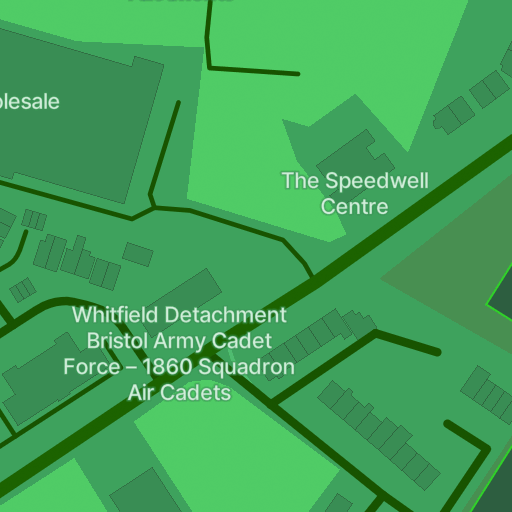 olesale
The Speedwell
Centre
Whitfield Detachment
Bristol Army Cadet
Force – 1860 Squadron
Air Cadets